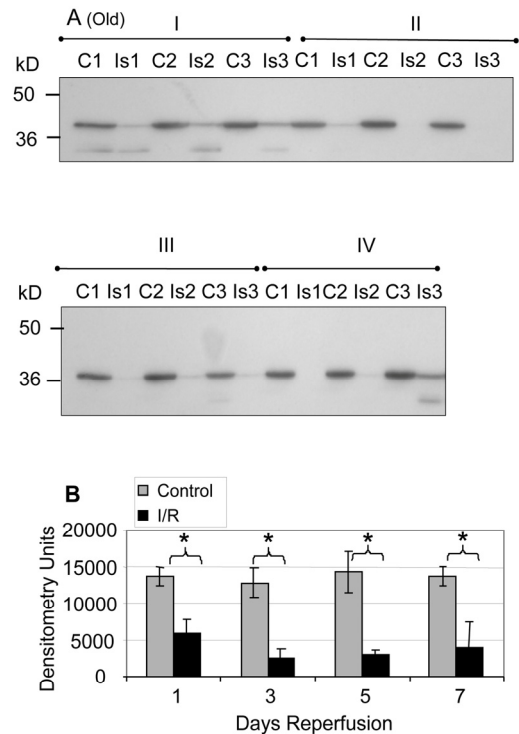 A (Old)
I II
kD C1 Is1 C2 Is2 C3 Is3 C1 Is1 C2 Is2 C3 Is3
50
36
III IV
kD C1 Is1 C2 Is2 C3 Is3 C1 Is1 C2 Is2 C3 Is3
50
36
B
Control
I/R
Densitometry Units
20000
15000
10000
5000
0
* * * *
1 3 5 7
Days Reperfusion